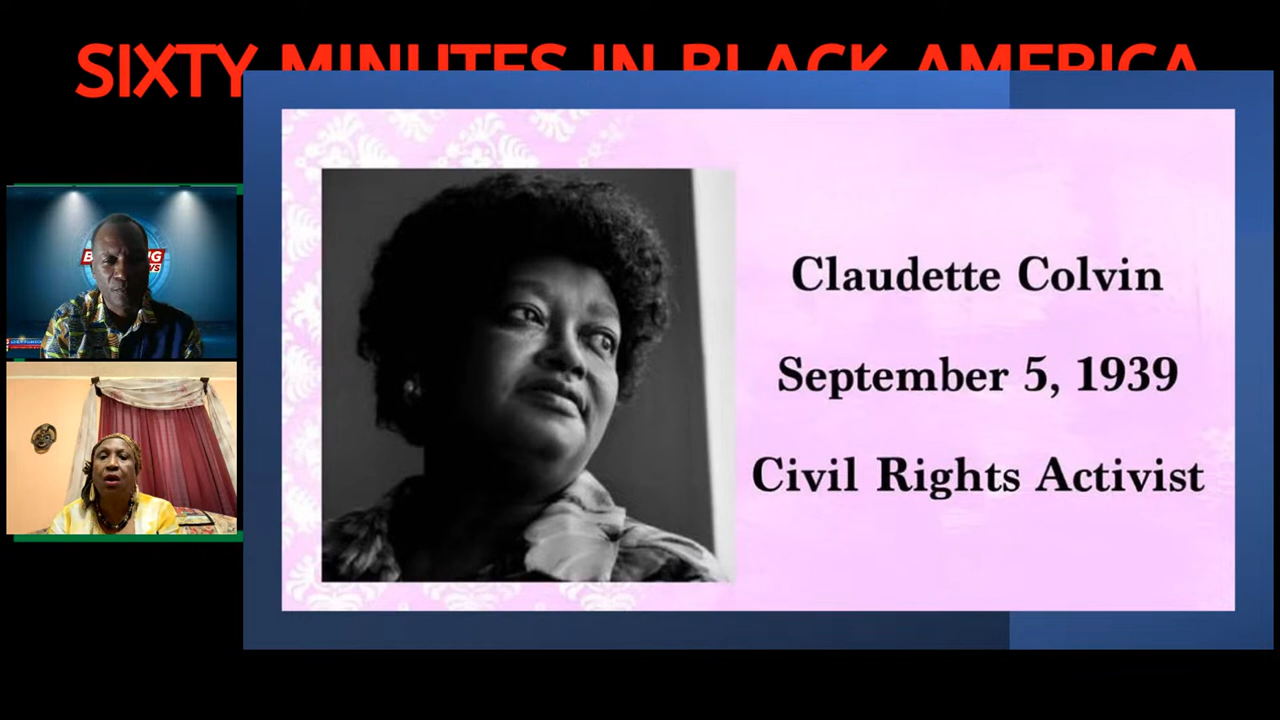 SIXTY MINUTES IN BLACK AMERICA
Claudette Colvin
September 5, 1939
Civil Rights Activist